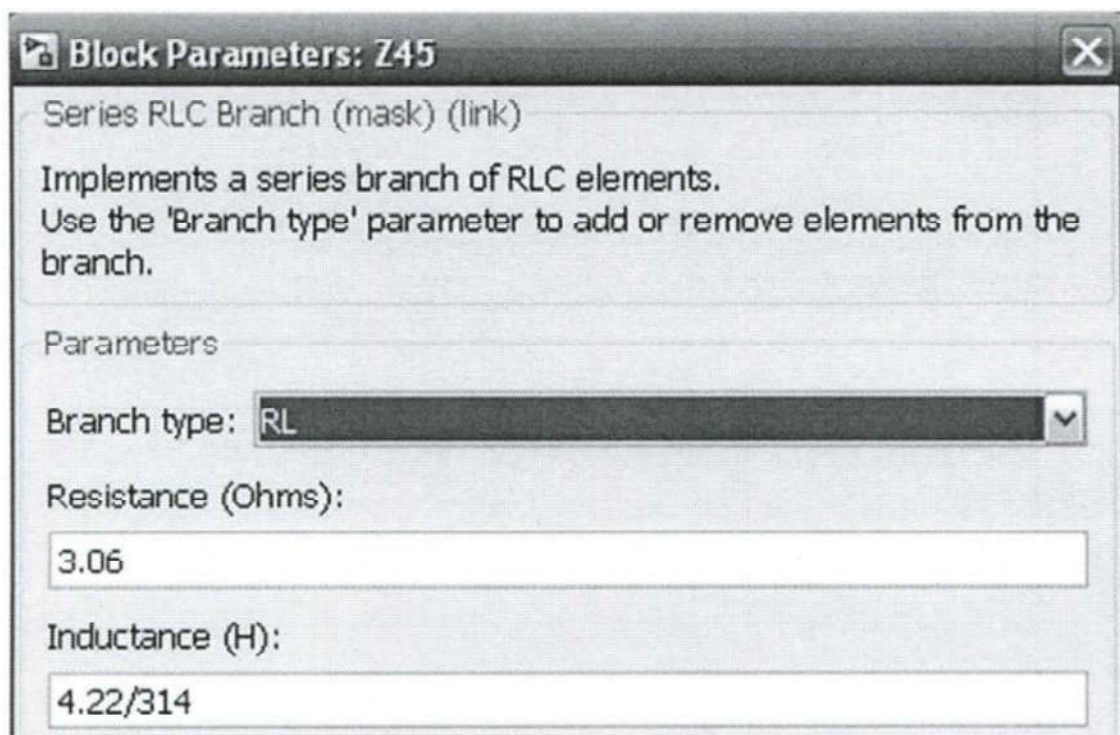 Block Parameters: Z45
Series RLC Branch (mask) (link)
Implements a series branch of RLC elements.
Use the 'Branch type' parameter to add or remove elements from the
branch.
Parameters
Branch type: RL
Resistance (Ohms):
3.06
Inductance (H):
4.22/314